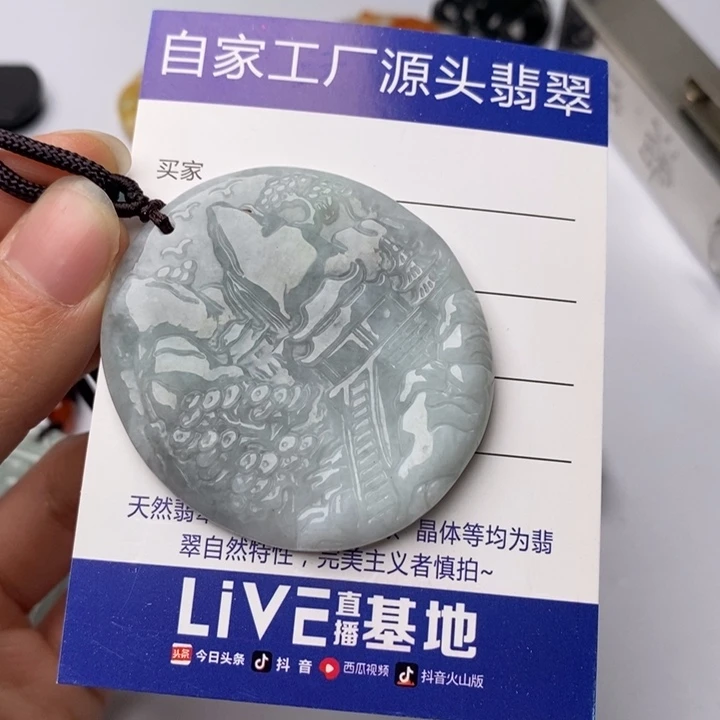 自家工厂源头翡翠
买家
天然翡 晶体等均为翡
翠自然特性，完美主义者慎拍~
LiVE直播基地
头条 今日头条 抖音 西瓜视频 抖音火山版